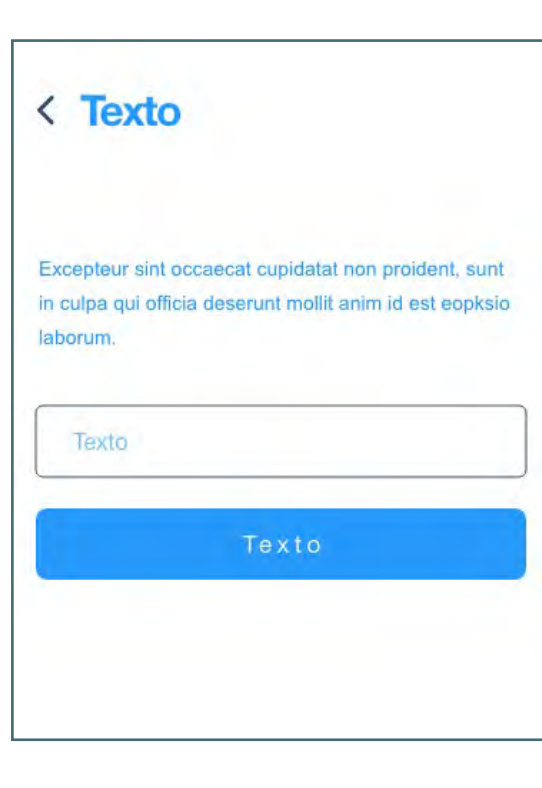 Texto
Excepteur sint occaecat cupidatat non proident, sunt
in culpa qui officia deserunt mollit anim id est eopksio
laborum.
Texto
Texto